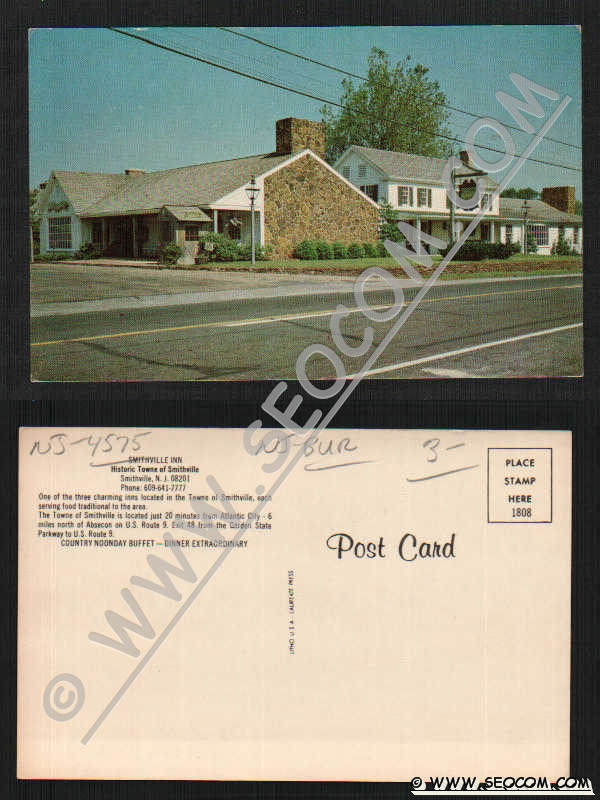 © WWW.SEOCOM.COM
NJ-4575
NJ-BUR
3-
SMITHVILLE INN
Historic Towne of Smithville
Smithville, N. J. 08201
Phone: 609-641-7777
One of the three charming inns located in the Towne of Smithville, each
serving food traditional to the area.
The Towne of Smithville is located just 20 minutes from Atlantic City - 6
miles north of Absecon on U.S. Route 9. Exit 48 from the Garden State
Parkway to U.S. Route 9.
COUNTRY NOONDAY BUFFET — DINNER EXTRAORDINARY
PLACE
STAMP
HERE
1808
Post Card
LITHO U.S.A. LAUREATE PRESS
© WWW.SEOCOM.COM